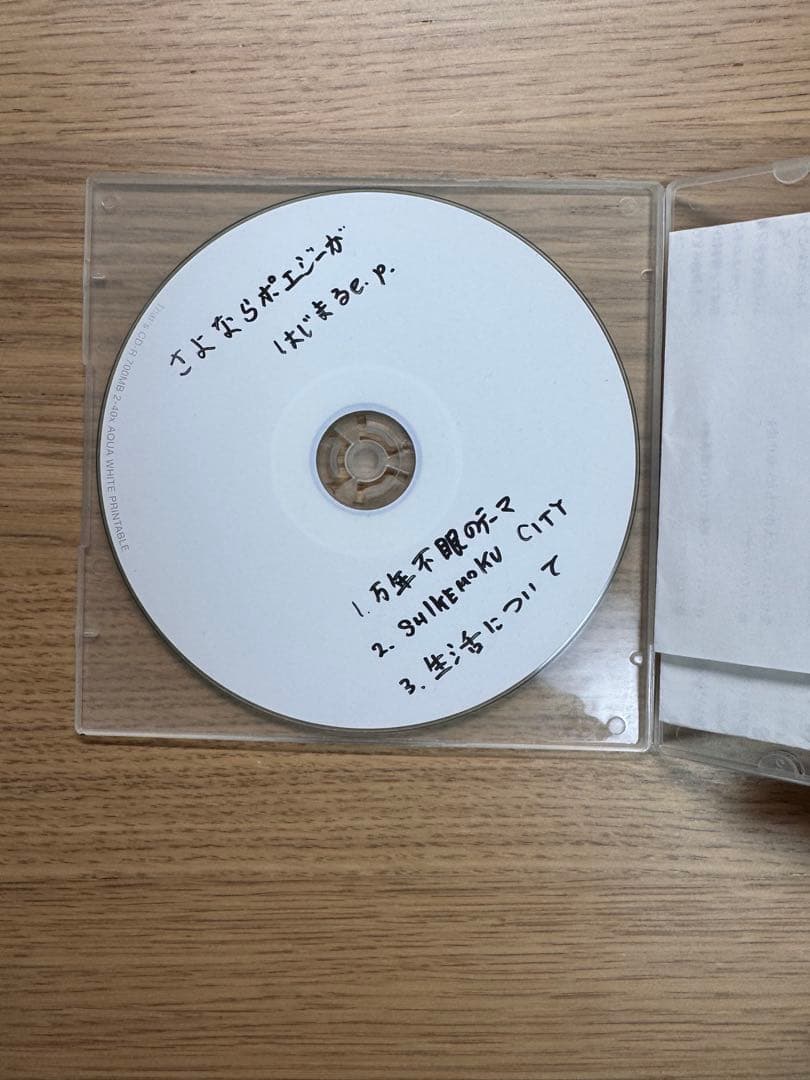 さよならポエジーが
はじまるe.p.
1. 万年不眠のテーマ
2. SUIKEMOKU CITY
3. 生活について
That's CD-R 700MB 2-40x AQUA WHITE PRINTABLE